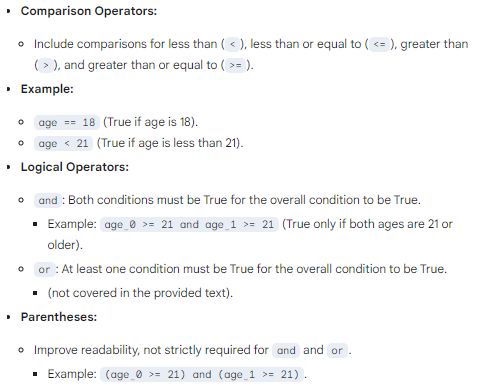 Comparison Operators:
Include comparisons for less than ( < ), less than or equal to ( <= ), greater than
( > ), and greater than or equal to ( >= ).
Example:
age == 18 (True if age is 18).
age < 21 (True if age is less than 21).
Logical Operators:
and : Both conditions must be True for the overall condition to be True.
Example: age_0 >= 21 and age_1 >= 21 (True only if both ages are 21 or
older).
or : At least one condition must be True for the overall condition to be True.
(not covered in the provided text).
Parentheses:
Improve readability, not strictly required for and and or .
Example: (age_0 >= 21) and (age_1 >= 21) .